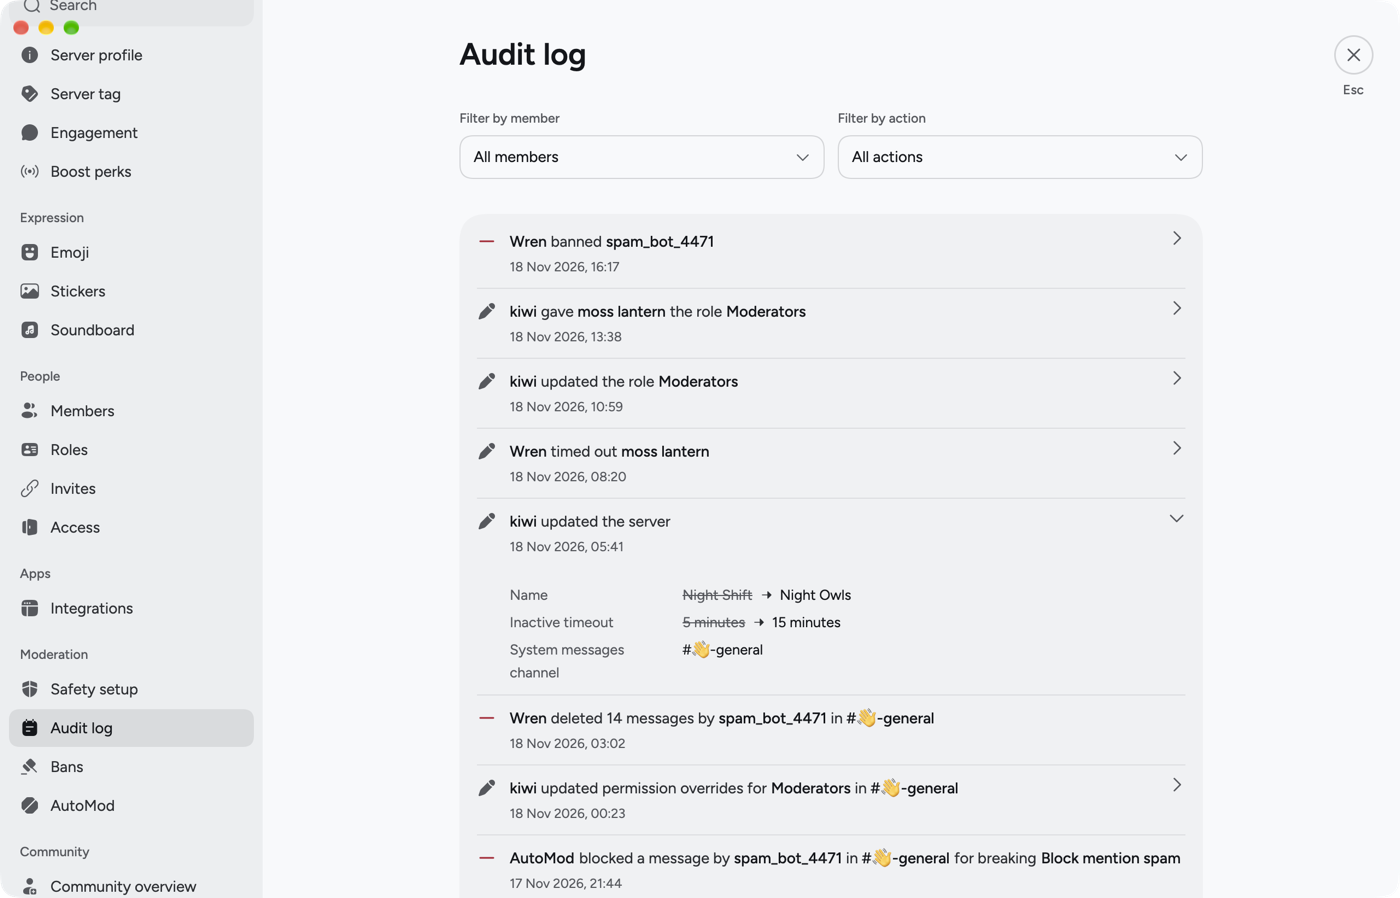 Search
Server profile
Server tag
Engagement
Boost perks
Expression
Emoji
Stickers
Soundboard
People
Members
Roles
Invites
Access
Apps
Integrations
Moderation
Safety setup
Audit log
Bans
AutoMod
Community
Community overview
Audit log
Esc
Filter by member
All members
Filter by action
All actions
Wren banned spam_bot_4471
18 Nov 2026, 16:17
kiwi gave moss lantern the role Moderators
18 Nov 2026, 13:38
kiwi updated the role Moderators
18 Nov 2026, 10:59
Wren timed out moss lantern
18 Nov 2026, 08:20
kiwi updated the server
18 Nov 2026, 05:41
Name Night Shift → Night Owls
Inactive timeout 5 minutes → 15 minutes
System messages channel #👋-general
Wren deleted 14 messages by spam_bot_4471 in #👋-general
18 Nov 2026, 03:02
kiwi updated permission overrides for Moderators in #👋-general
18 Nov 2026, 00:23
AutoMod blocked a message by spam_bot_4471 in #👋-general for breaking Block mention spam
17 Nov 2026, 21:44